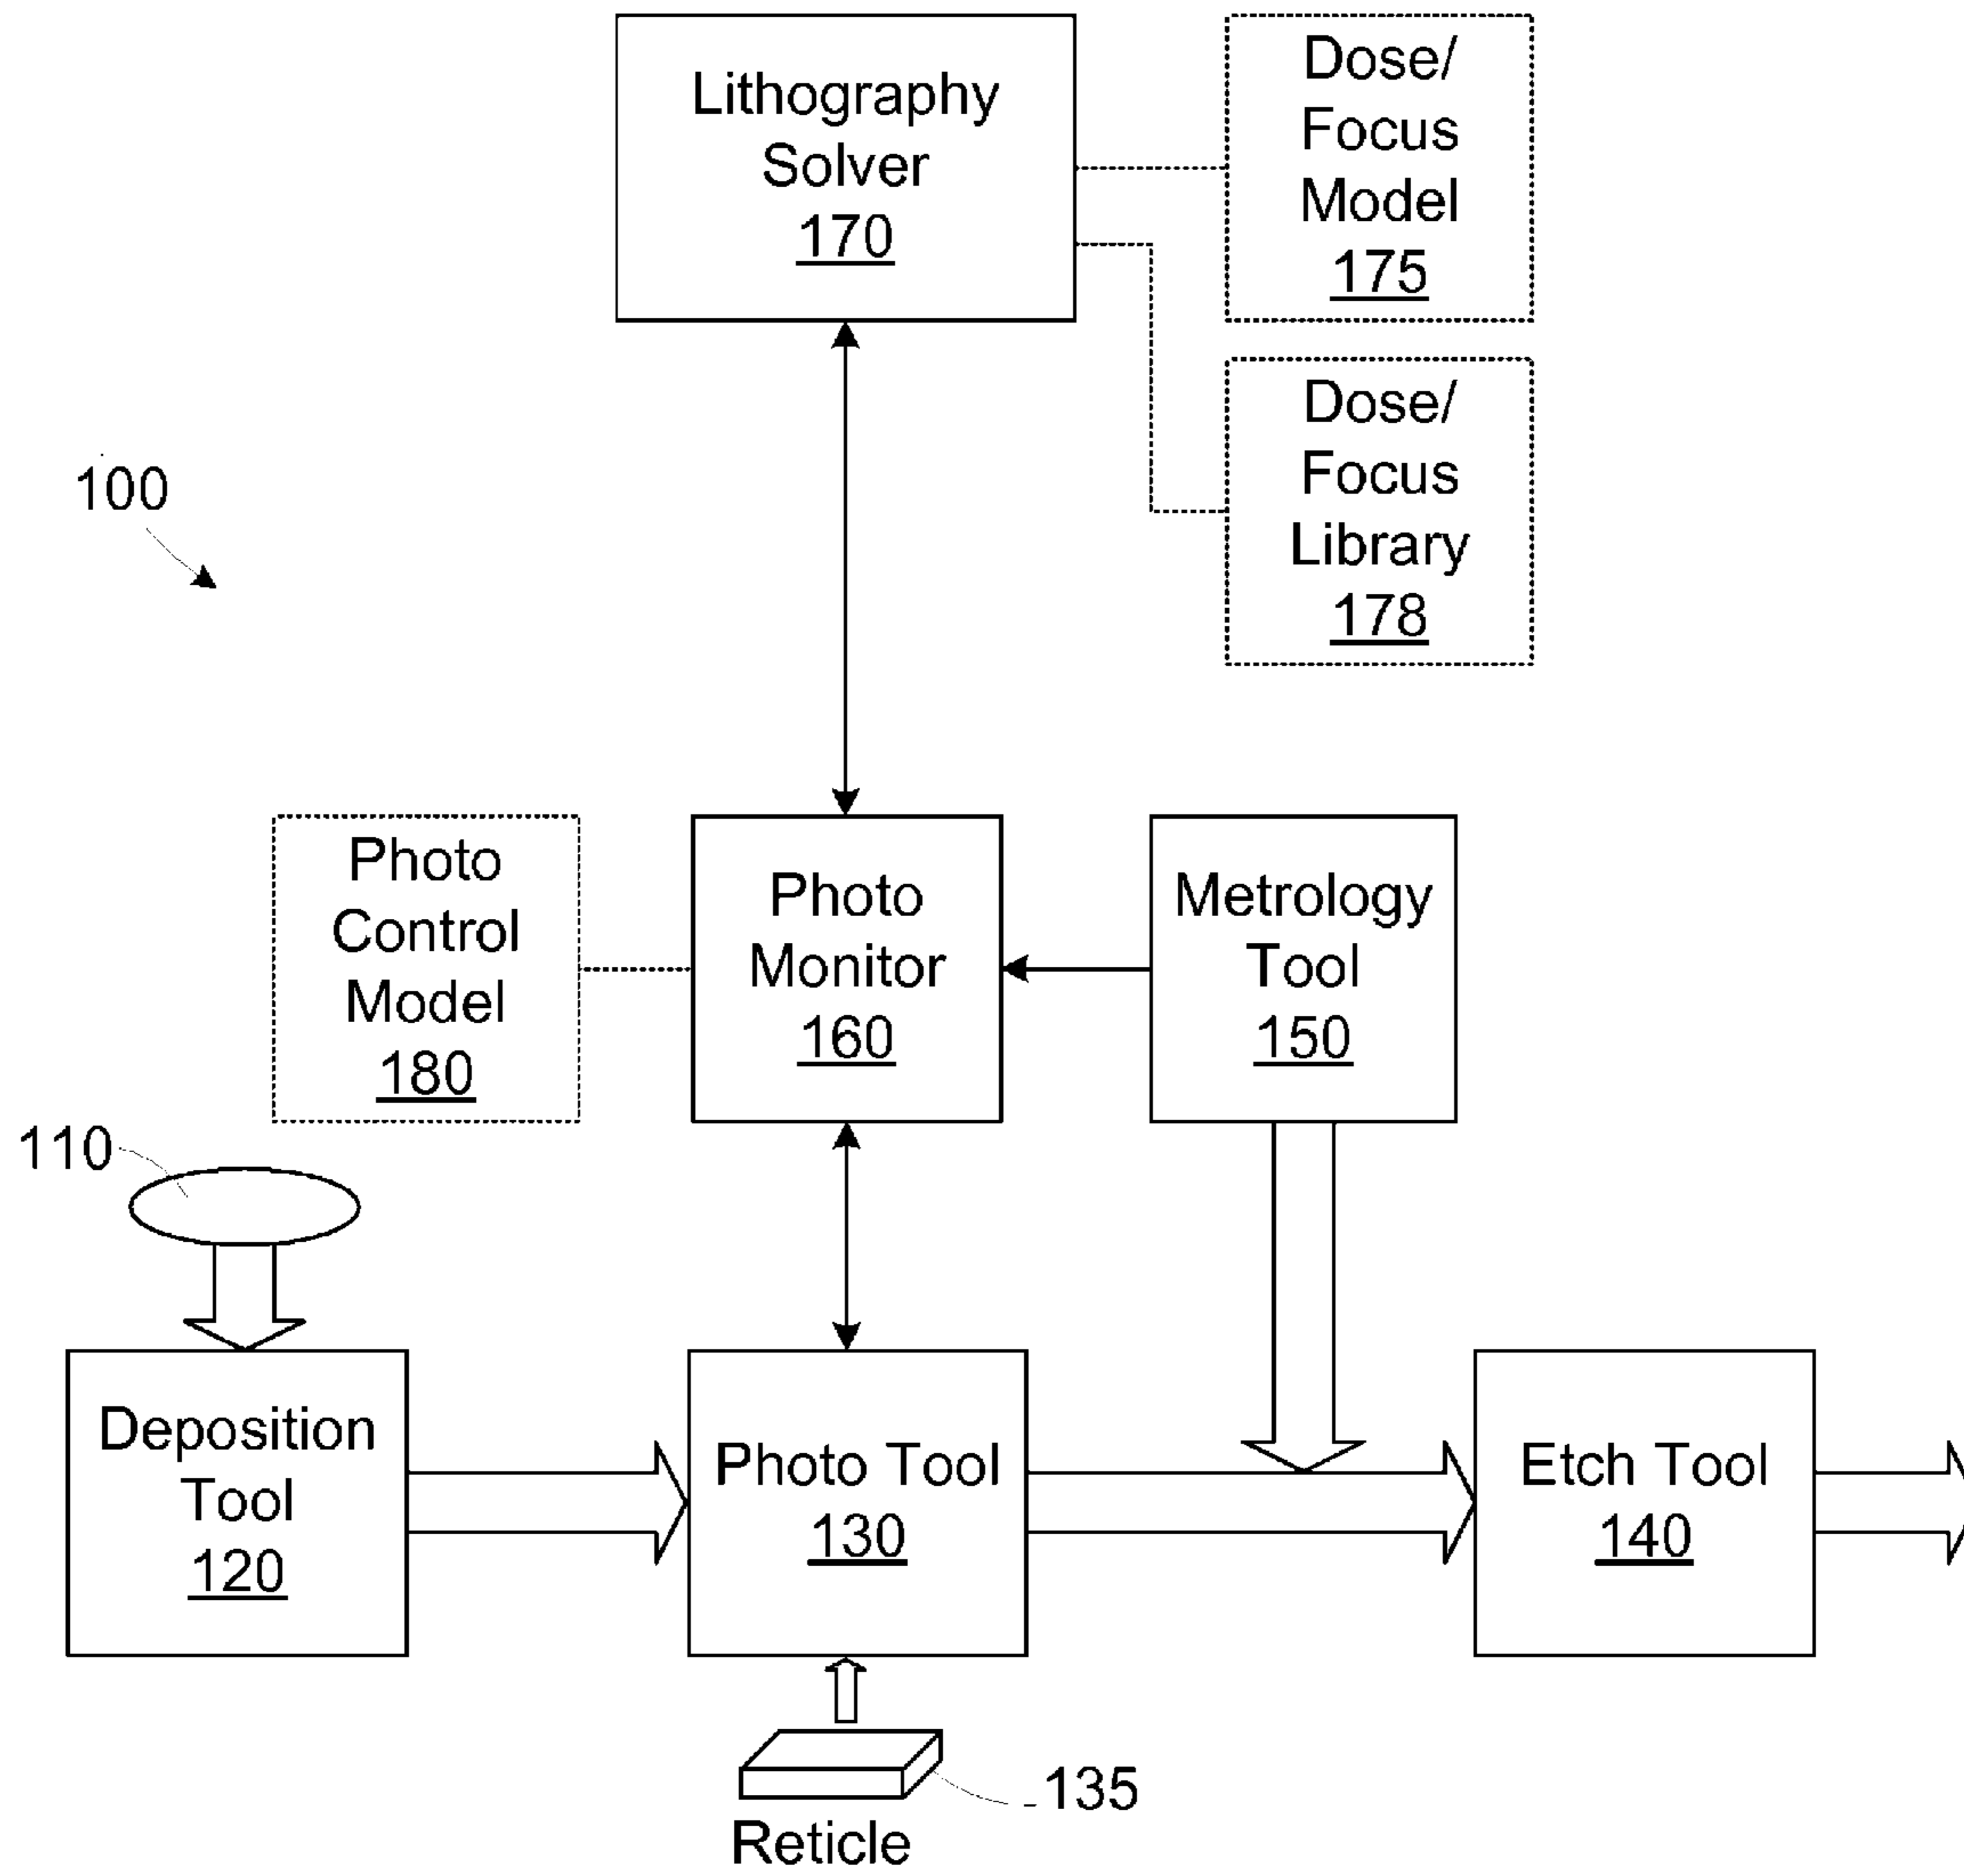 Lithography
Solver
170
Dose/
Focus
Model
175
Dose/
Focus
Library
178
100
Photo
Control
Model
180
Photo
Monitor
160
Metrology
Tool
150
110
Deposition
Tool
120
Photo Tool
130
Etch Tool
140
135
Reticle